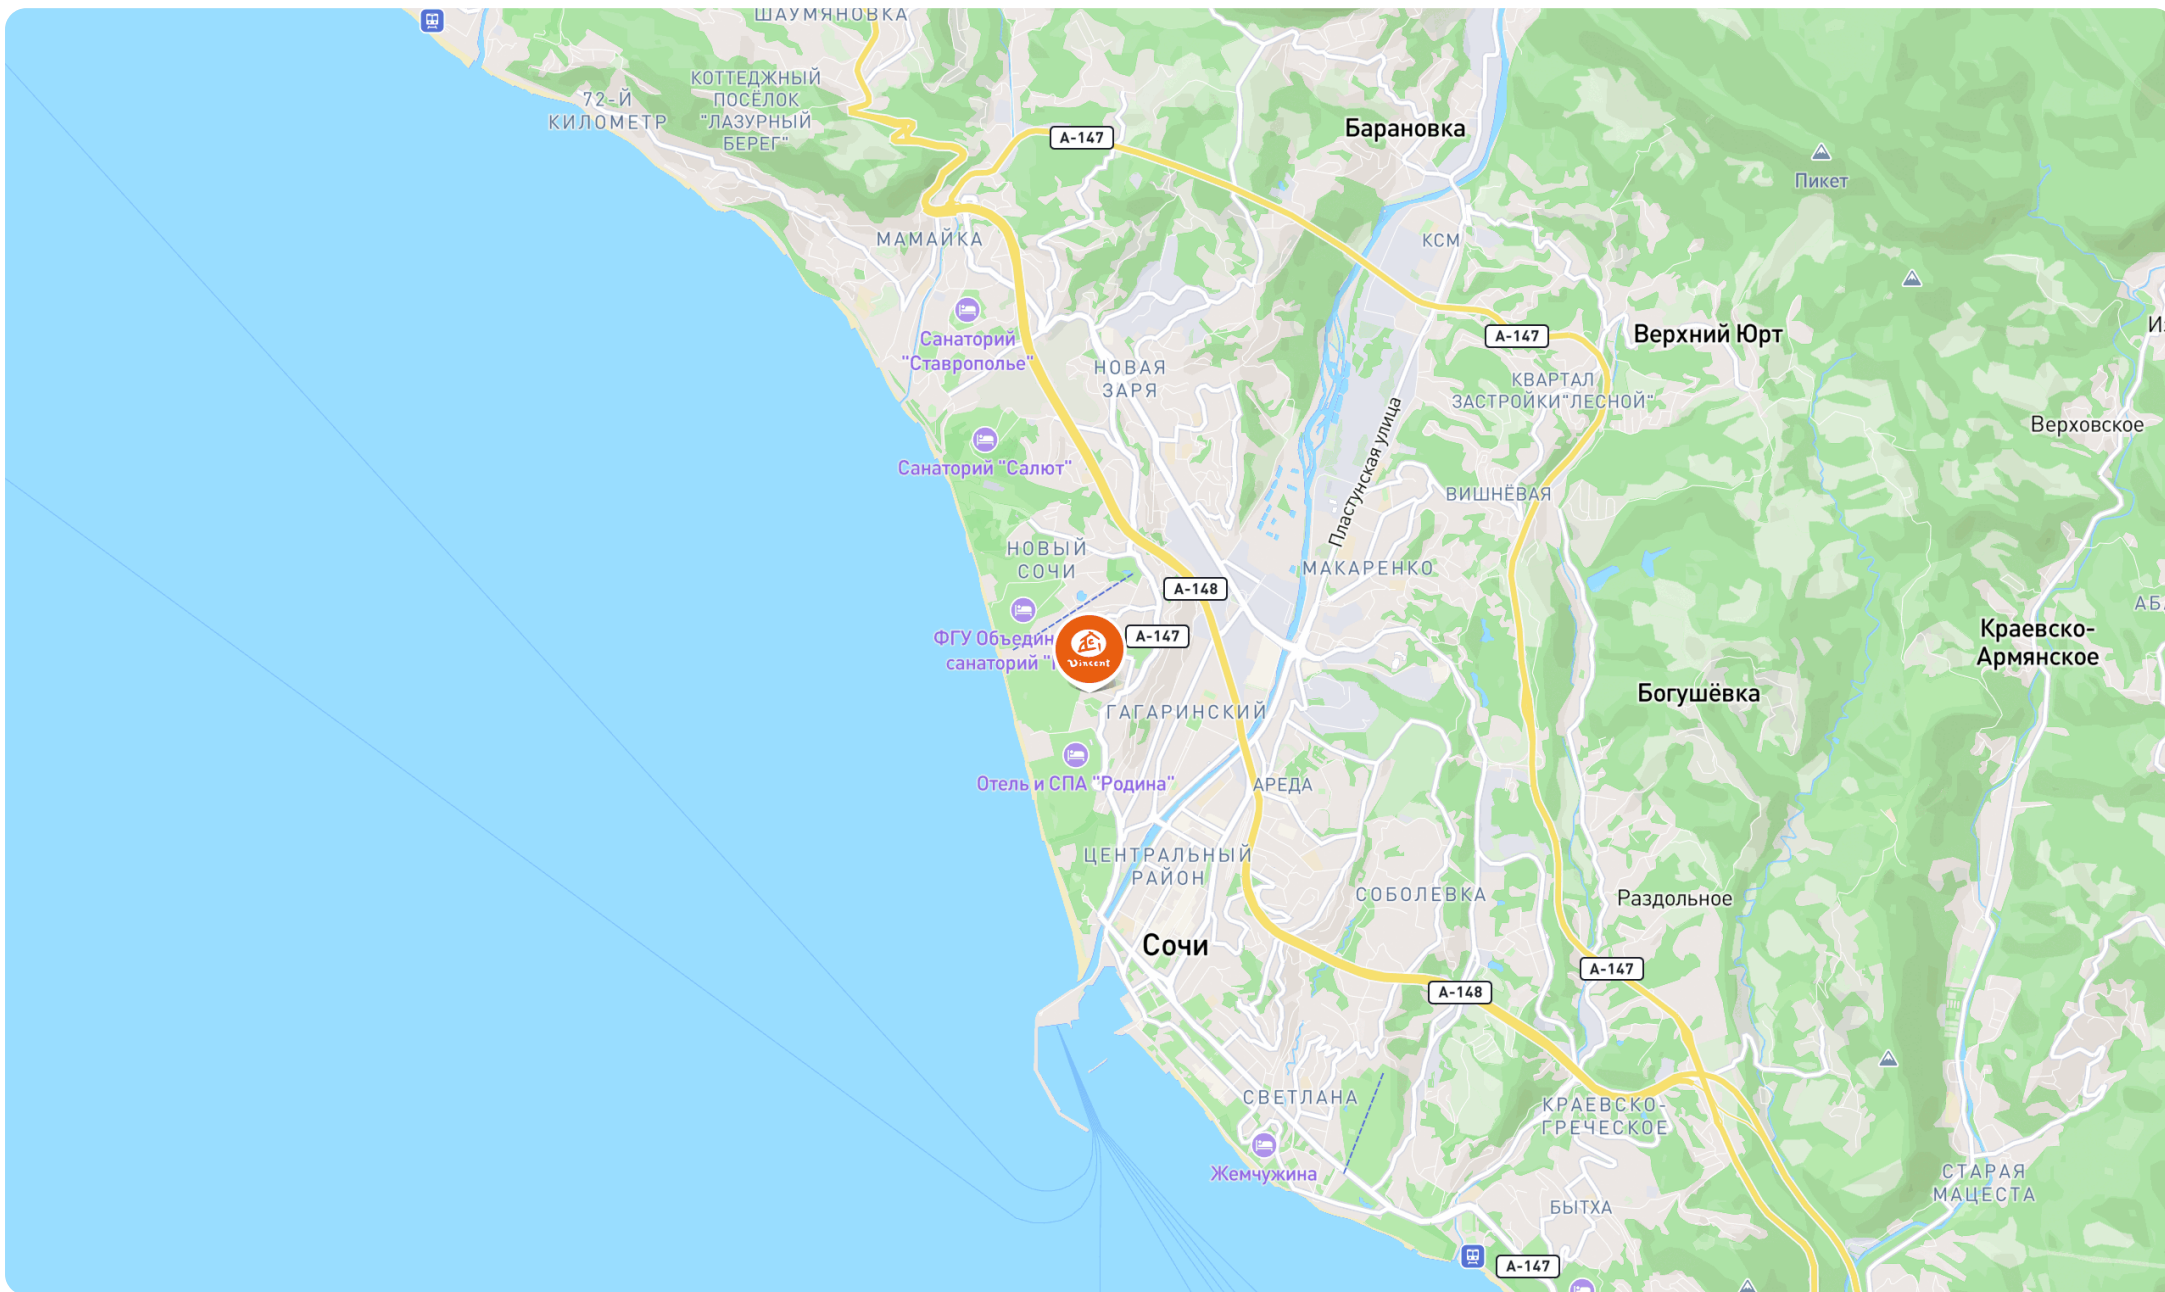 ШАУМЯНОВКА
КОТТЕДЖНЫЙ
ПОСЁЛОК
"ЛАЗУРНЫЙ
БЕРЕГ"
72-Й
КИЛОМЕТР
А-147
Барановка
Пикет
МАМАЙКА
КСМ
Санаторий
"Ставрополье"
НОВАЯ
ЗАРЯ
А-147
Верхний Юрт
КВАРТАЛ
ЗАСТРОЙКИ"ЛЕСНОЙ"
Верховское
Пластунская улица
Санаторий "Салют"
ВИШНЁВАЯ
НОВЫЙ
СОЧИ
МАКАРЕНКО
А-148
А-147
ФГУ Объедин
санаторий "
Vincent
Краевско-
Армянское
Богушёвка
ГАГАРИНСКИЙ
Отель и СПА "Родина"
АРЕДА
ЦЕНТРАЛЬНЫЙ
РАЙОН
СОБОЛЕВКА
Раздольное
Сочи
А-147
А-148
СВЕТЛАНА
КРАЕВСКО-
ГРЕЧЕСКОЕ
Жемчужина
СТАРАЯ
МАЦЕСТА
БЫТХА
А-147